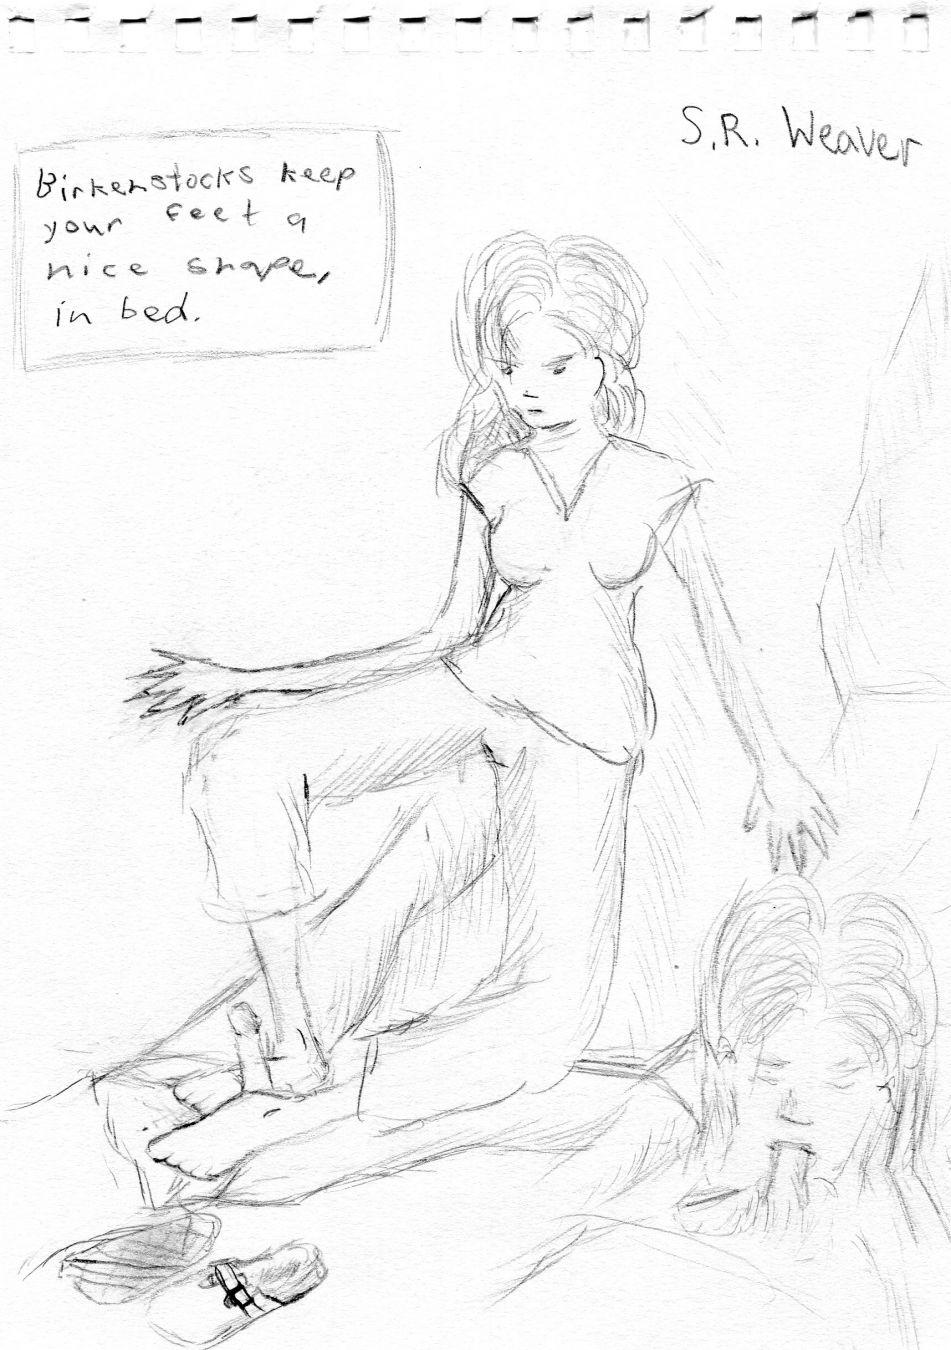 S.R. Weaver
Birkenstocks keep
your feet a
nice shape,
in bed.